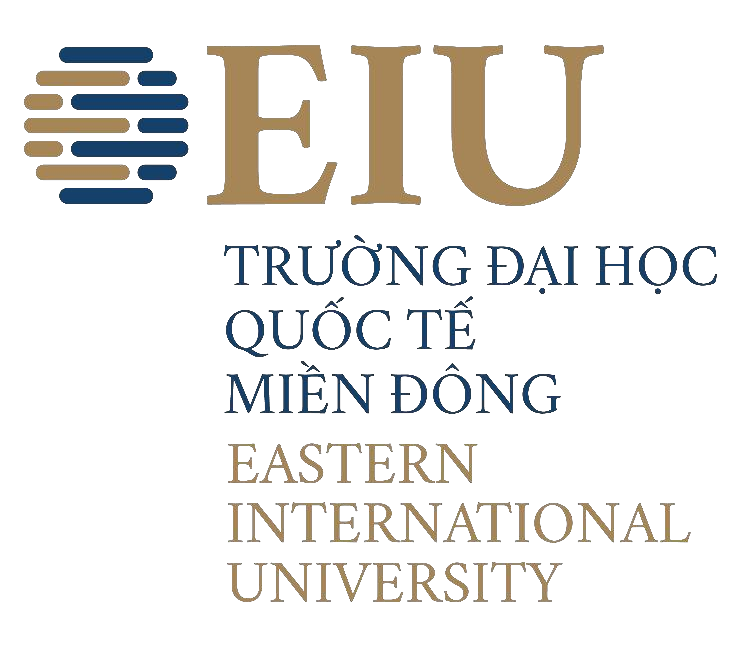 EIU
TRƯỜNG ĐẠI HỌC
QUỐC TẾ
MIỀN ĐÔNG
EASTERN
INTERNATIONAL
UNIVERSITY